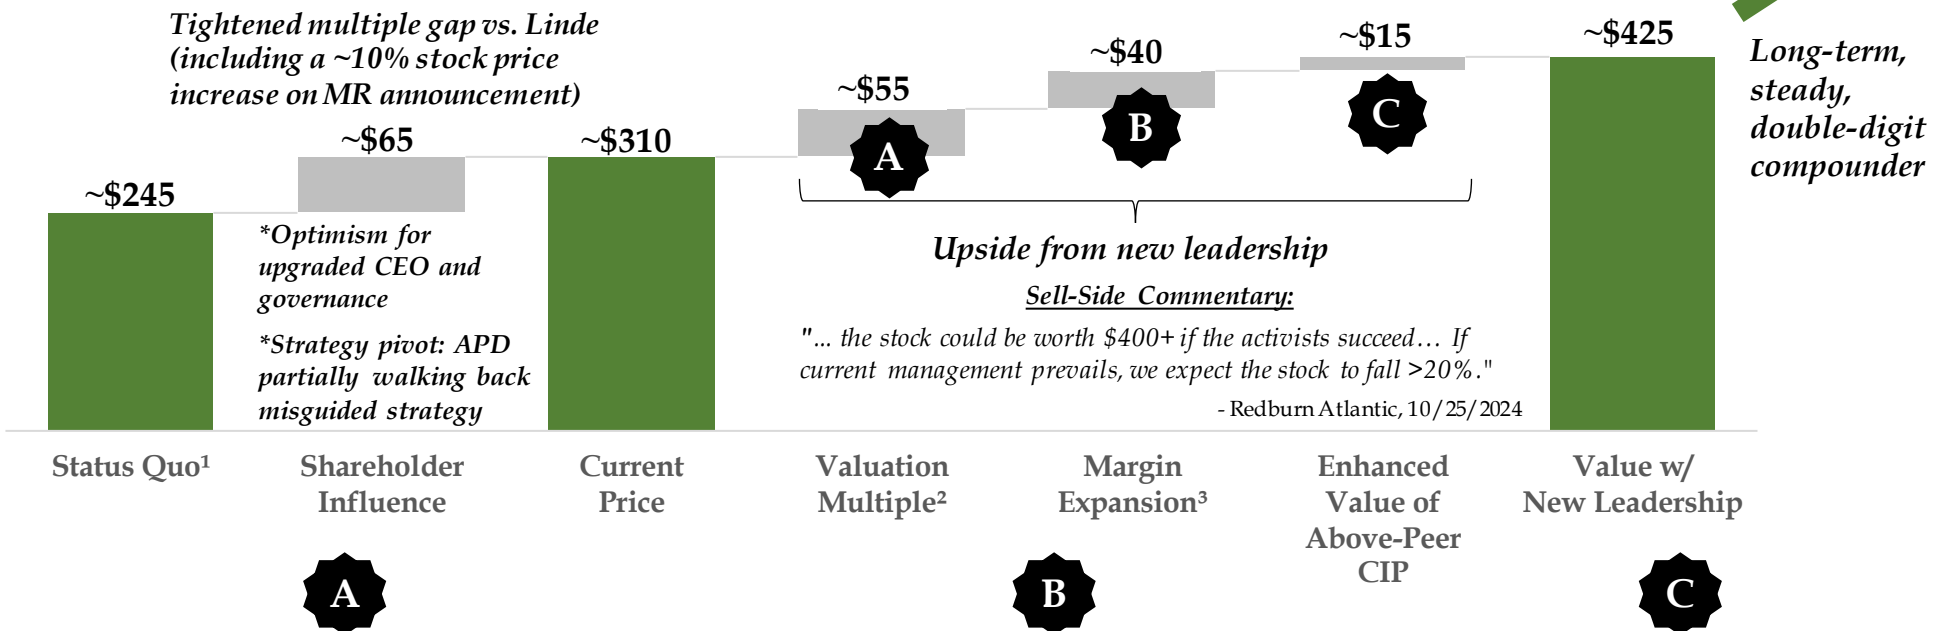 Tightened multiple gap vs. Linde
(including a ~10% stock price
increase on MR announcement)
~$245
~$65
~$310
~$55
~$40
~$15
~$425
Long-term,
steady,
double-digit
compounder
A
B
C
*Optimism for
upgraded CEO and
governance
*Strategy pivot: APD
partially walking back
misguided strategy
Upside from new leadership
Sell-Side Commentary:
"... the stock could be worth $400+ if the activists succeed… If
current management prevails, we expect the stock to fall >20%."
- Redburn Atlantic, 10/25/2024
Status Quo¹
Shareholder
Influence
Current
Price
Valuation
Multiple²
Margin
Expansion³
Enhanced
Value of
Above-Peer
CIP
Value w/
New Leadership
A
B
C